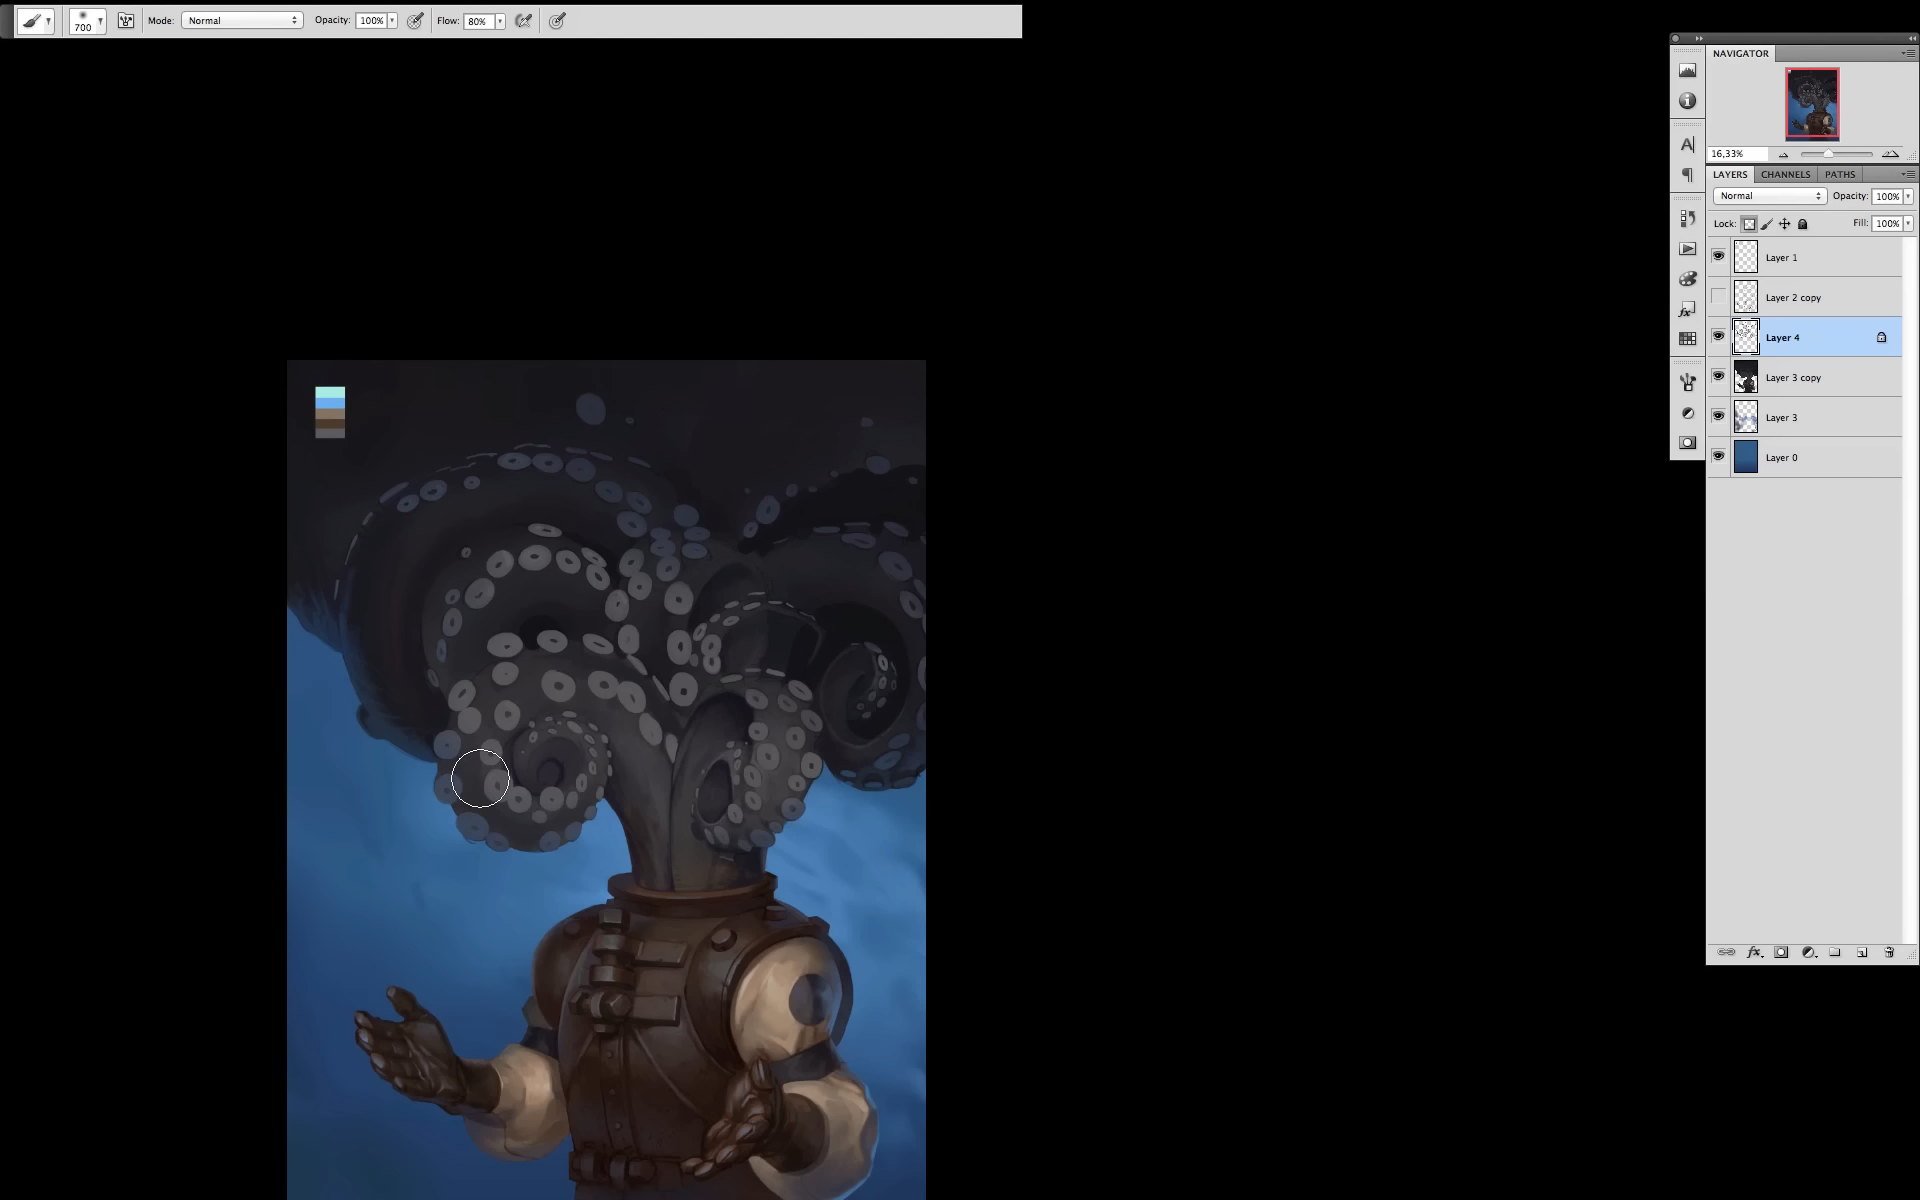 700
Mode: Normal
Opacity: 100%
Flow: 80%
NAVIGATOR
16,33%
LAYERS CHANNELS PATHS
Normal
Opacity: 100%
Lock:
Fill: 100%
Layer 1
Layer 2 copy
Layer 4
Layer 3 copy
Layer 3
Layer 0